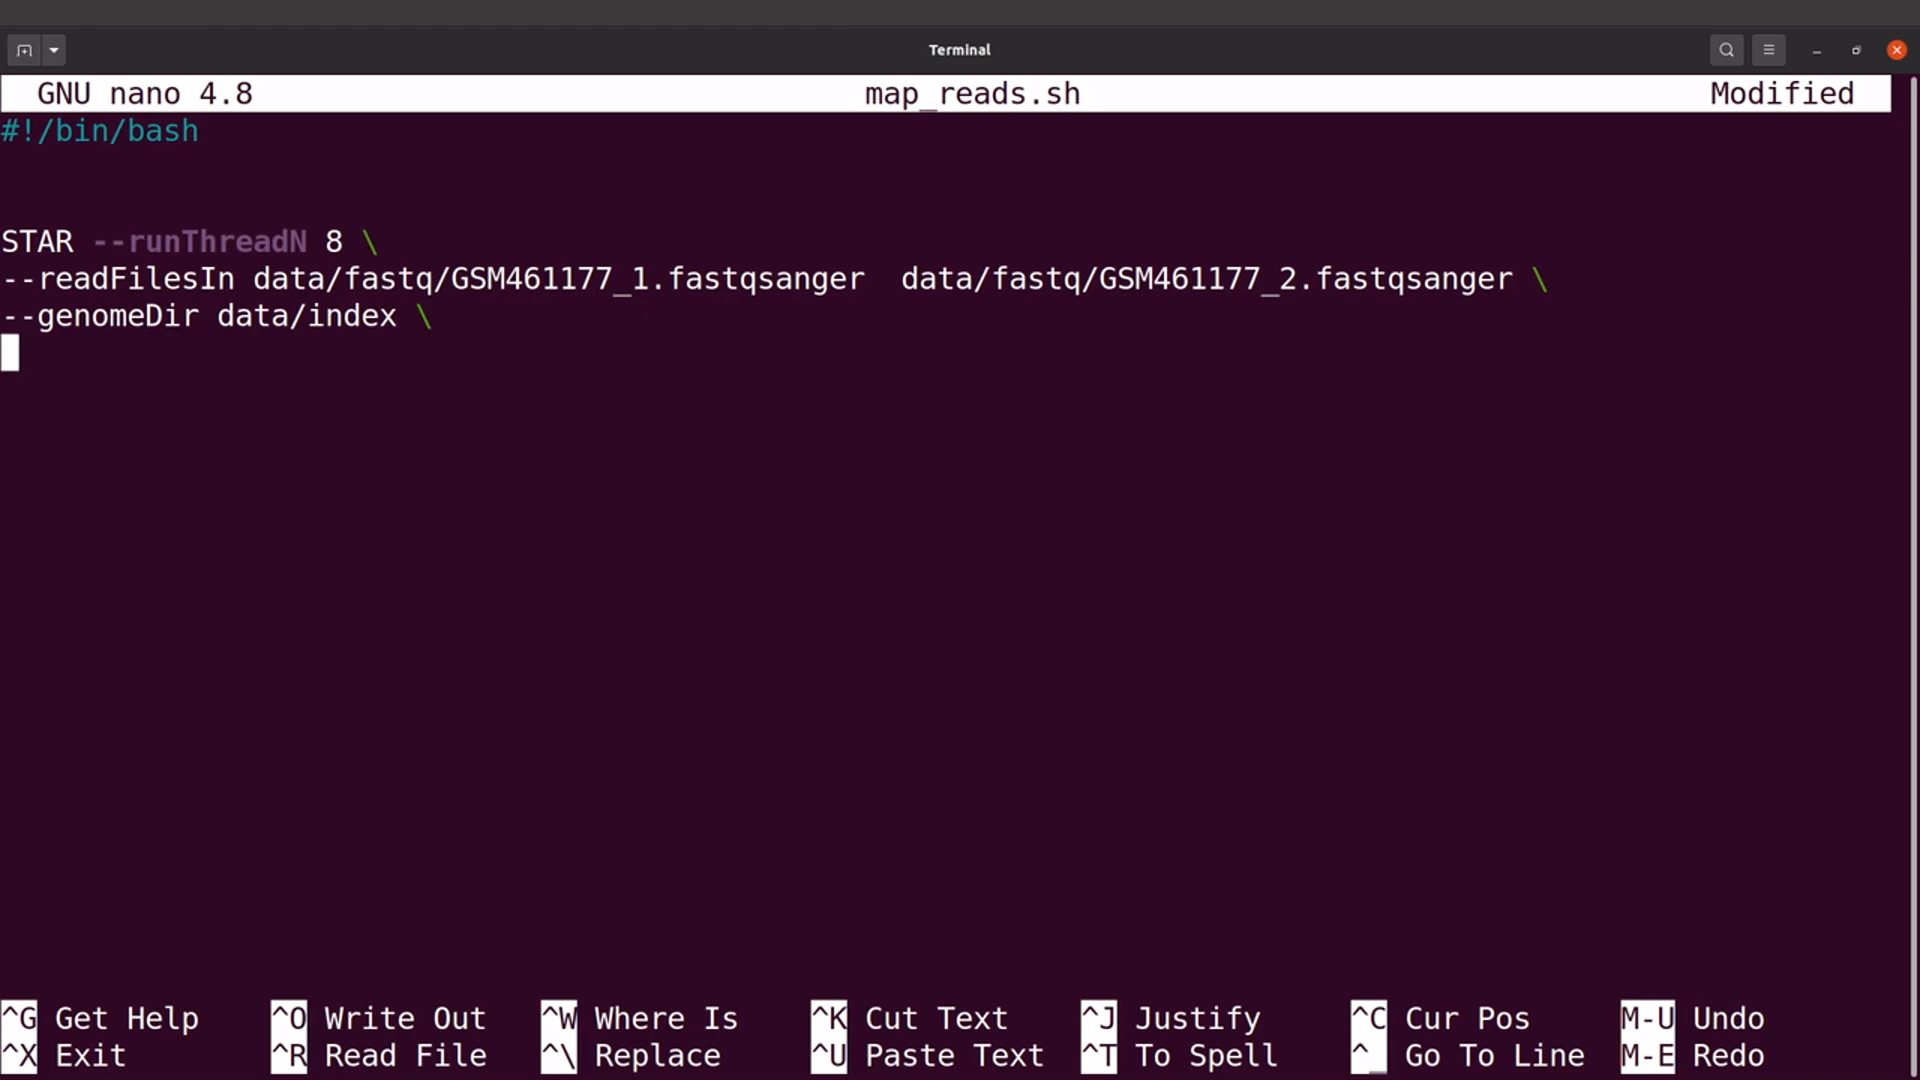 Terminal
GNU nano 4.8 map_reads.sh Modified
#!/bin/bash
STAR --runThreadN 8 \
--readFilesIn data/fastq/GSM461177_1.fastqsanger  data/fastq/GSM461177_2.fastqsanger \
--genomeDir data/index \
^G Get Help ^O Write Out ^W Where Is ^K Cut Text ^J Justify ^C Cur Pos M-U Undo
^X Exit ^R Read File ^\ Replace ^U Paste Text ^T To Spell ^_ Go To Line M-E Redo